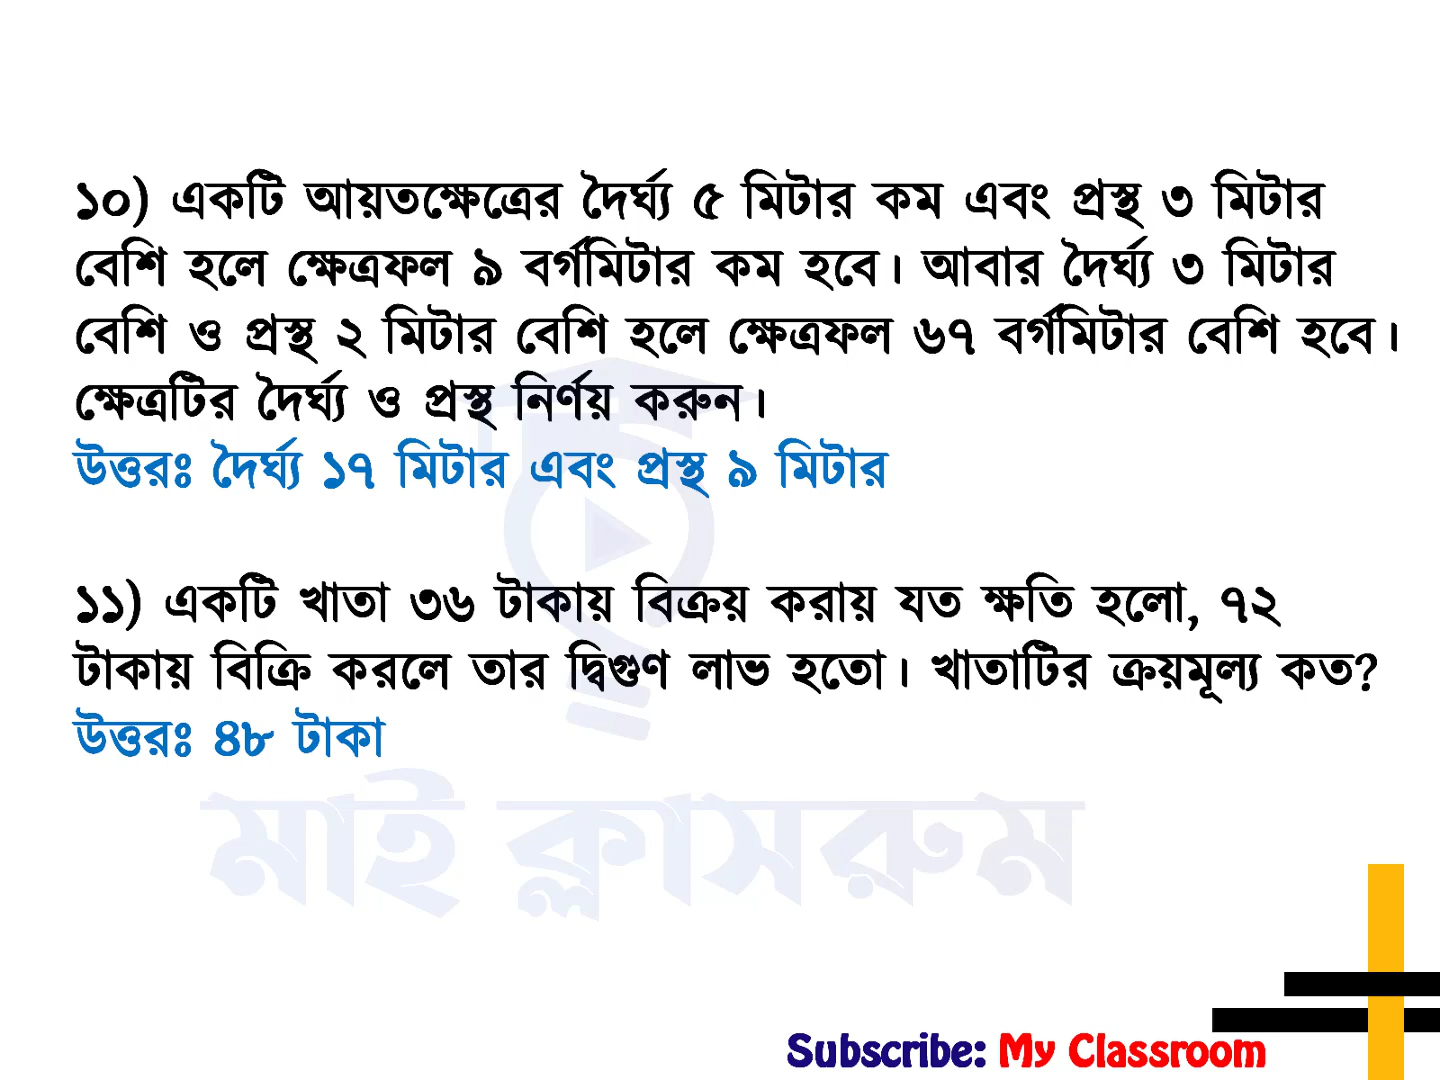 ১০) একটি আয়তক্ষেত্রের দৈর্ঘ্য ৫ মিটার কম এবং প্রস্থ ৩ মিটার
বেশি হলে ক্ষেত্রফল ৯ বর্গমিটার কম হবে। আবার দৈর্ঘ্য ৩ মিটার
বেশি ও প্রস্থ ২ মিটার বেশি হলে ক্ষেত্রফল ৬৭ বর্গমিটার বেশি হবে।
ক্ষেত্রটির দৈর্ঘ্য ও প্রস্থ নির্ণয় করুন।
উত্তরঃ দৈর্ঘ্য ১৭ মিটার এবং প্রস্থ ৯ মিটার
১১) একটি খাতা ৩৬ টাকায় বিক্রয় করায় যত ক্ষতি হলো, ৭২
টাকায় বিক্রি করলে তার দ্বিগুণ লাভ হতো। খাতাটির ক্রয়মূল্য কত?
উত্তরঃ ৪৮ টাকা
মাই ক্লাসরুম
Subscribe: My Classroom